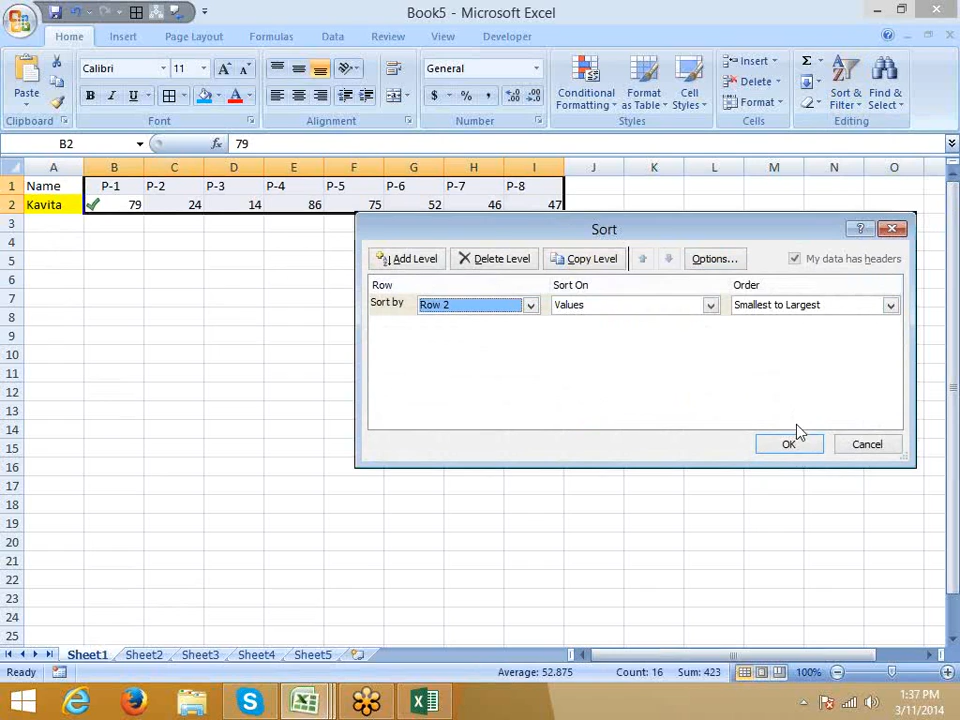 Book5 - Microsoft Excel
Home Insert Page Layout Formulas Data Review View Developer
Paste Calibri 11 A A General Conditional Formatting Format as Table Cell Styles Insert Delete Format Sort & Filter Find & Select
B I U A $ % ,
Clipboard Font Alignment Number Styles Cells Editing
B2 fx 79
A B C D E F G H I J K L M N O
1 Name P-1 P-2 P-3 P-4 P-5 P-6 P-7 P-8
2 Kavita 79 24 14 86 75 52 46 47
3
4
5
6
7
8
9
10
11
12
13
14
15
16
17
18
19
20
21
22
23
24
25
Sort
Add Level Delete Level Copy Level Options... My data has headers
Row Sort On Order
Sort by Row 2 Values Smallest to Largest
OK Cancel
Sheet1 Sheet2 Sheet3 Sheet4 Sheet5
Ready Average: 52.875 Count: 16 Sum: 423 100%
1:37 PM
3/11/2014